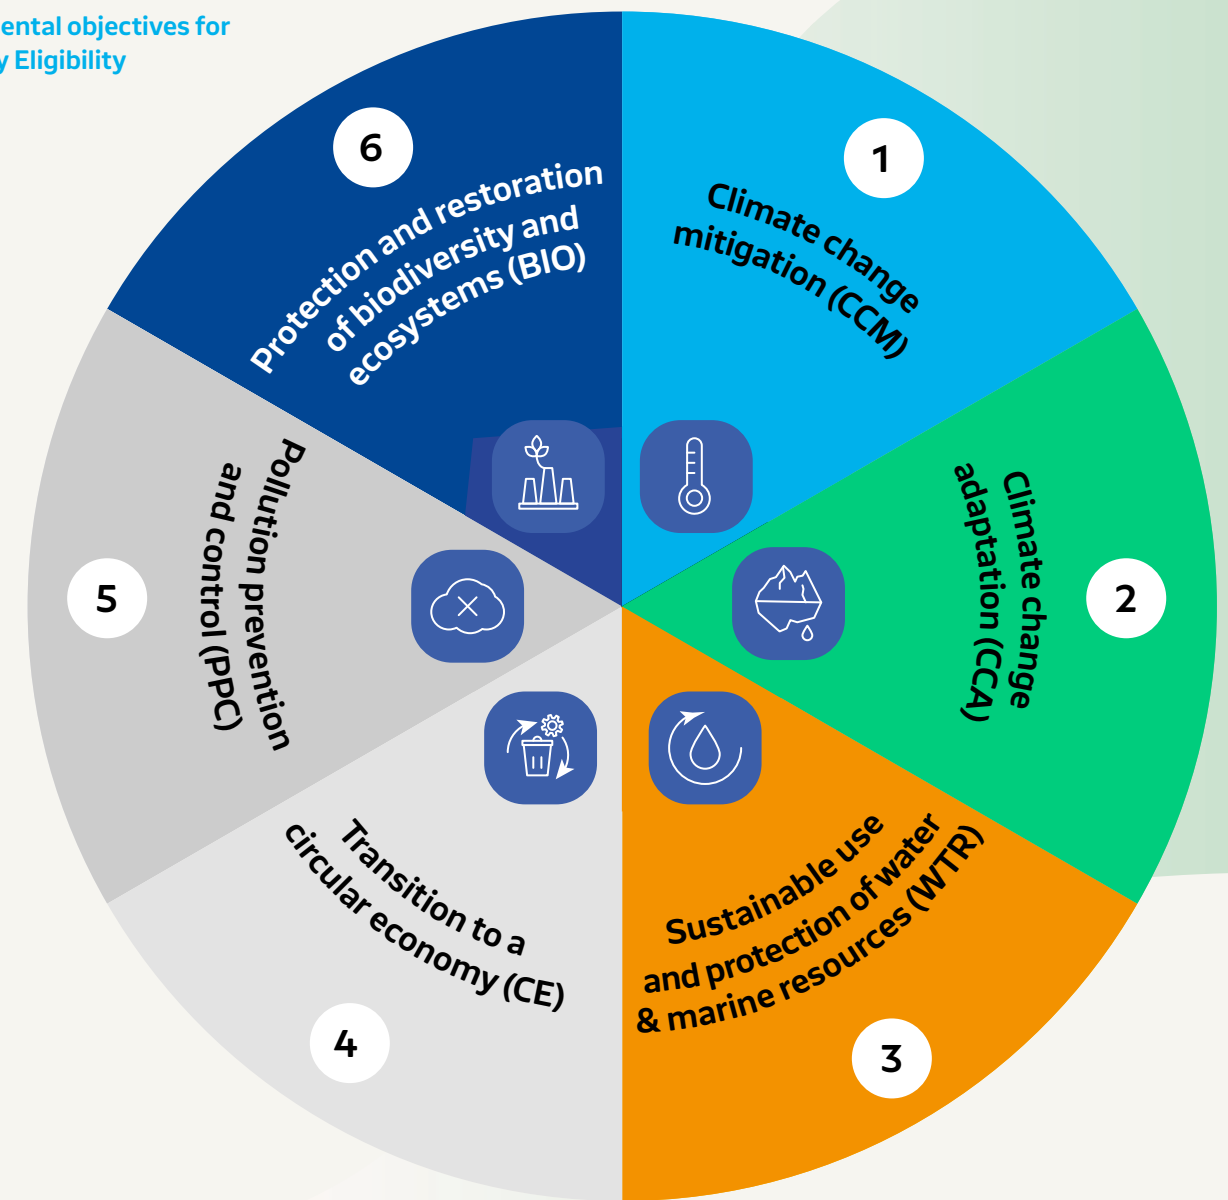 ental objectives for
y Eligibility
1
Climate change
mitigation (CCM)
2
Climate change
adaptation (CCA)
3
Sustainable use
and protection of water
& marine resources (WTR)
4
Transition to a
circular economy (CE)
5
Pollution prevention
and control (PPC)
6
Protection and restoration
of biodiversity and
ecosystems (BIO)